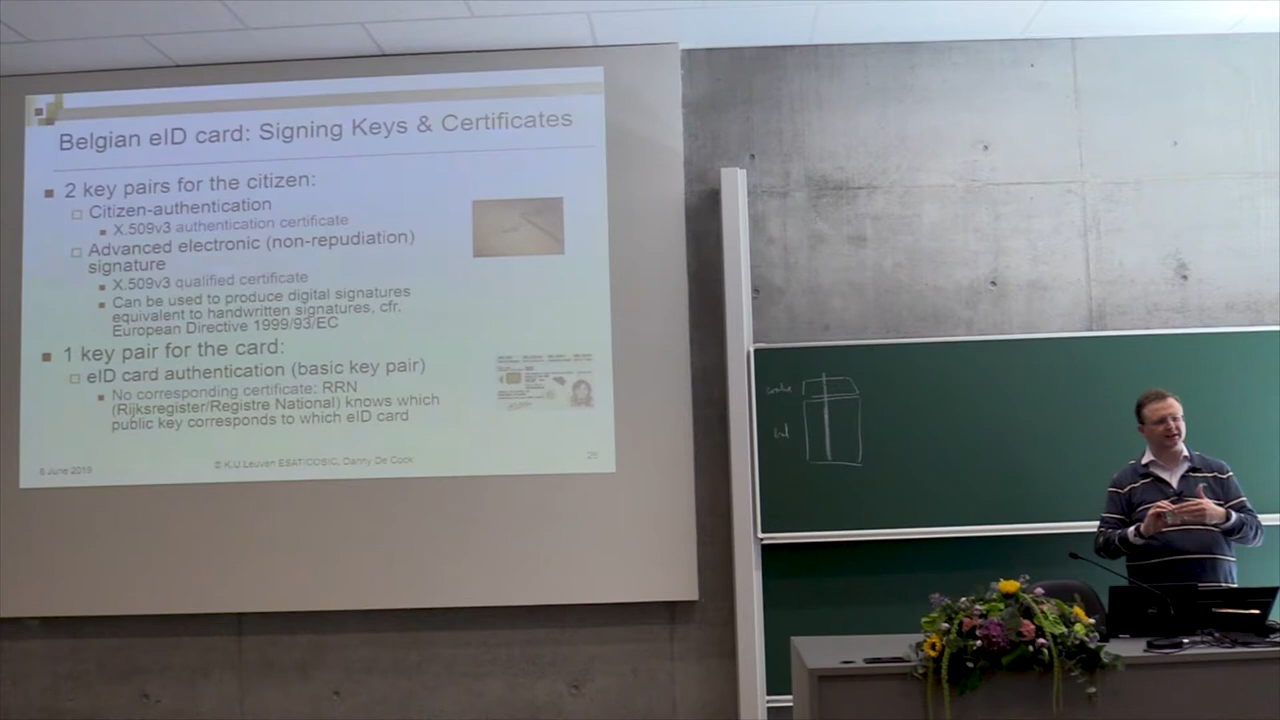 Belgian eID card: Signing Keys & Certificates
2 key pairs for the citizen:
Citizen-authentication
X.509v3 authentication certificate
Advanced electronic (non-repudiation)
signature
X.509v3 qualified certificate
Can be used to produce digital signatures
equivalent to handwritten signatures, cfr.
European Directive 1999/93/EC
1 key pair for the card:
eID card authentication (basic key pair)
No corresponding certificate: RRN
(Rijksregister/Registre National) knows which
public key corresponds to which eID card
6 June 2019
© K.U.Leuven ESAT/COSIC, Danny De Cock
26